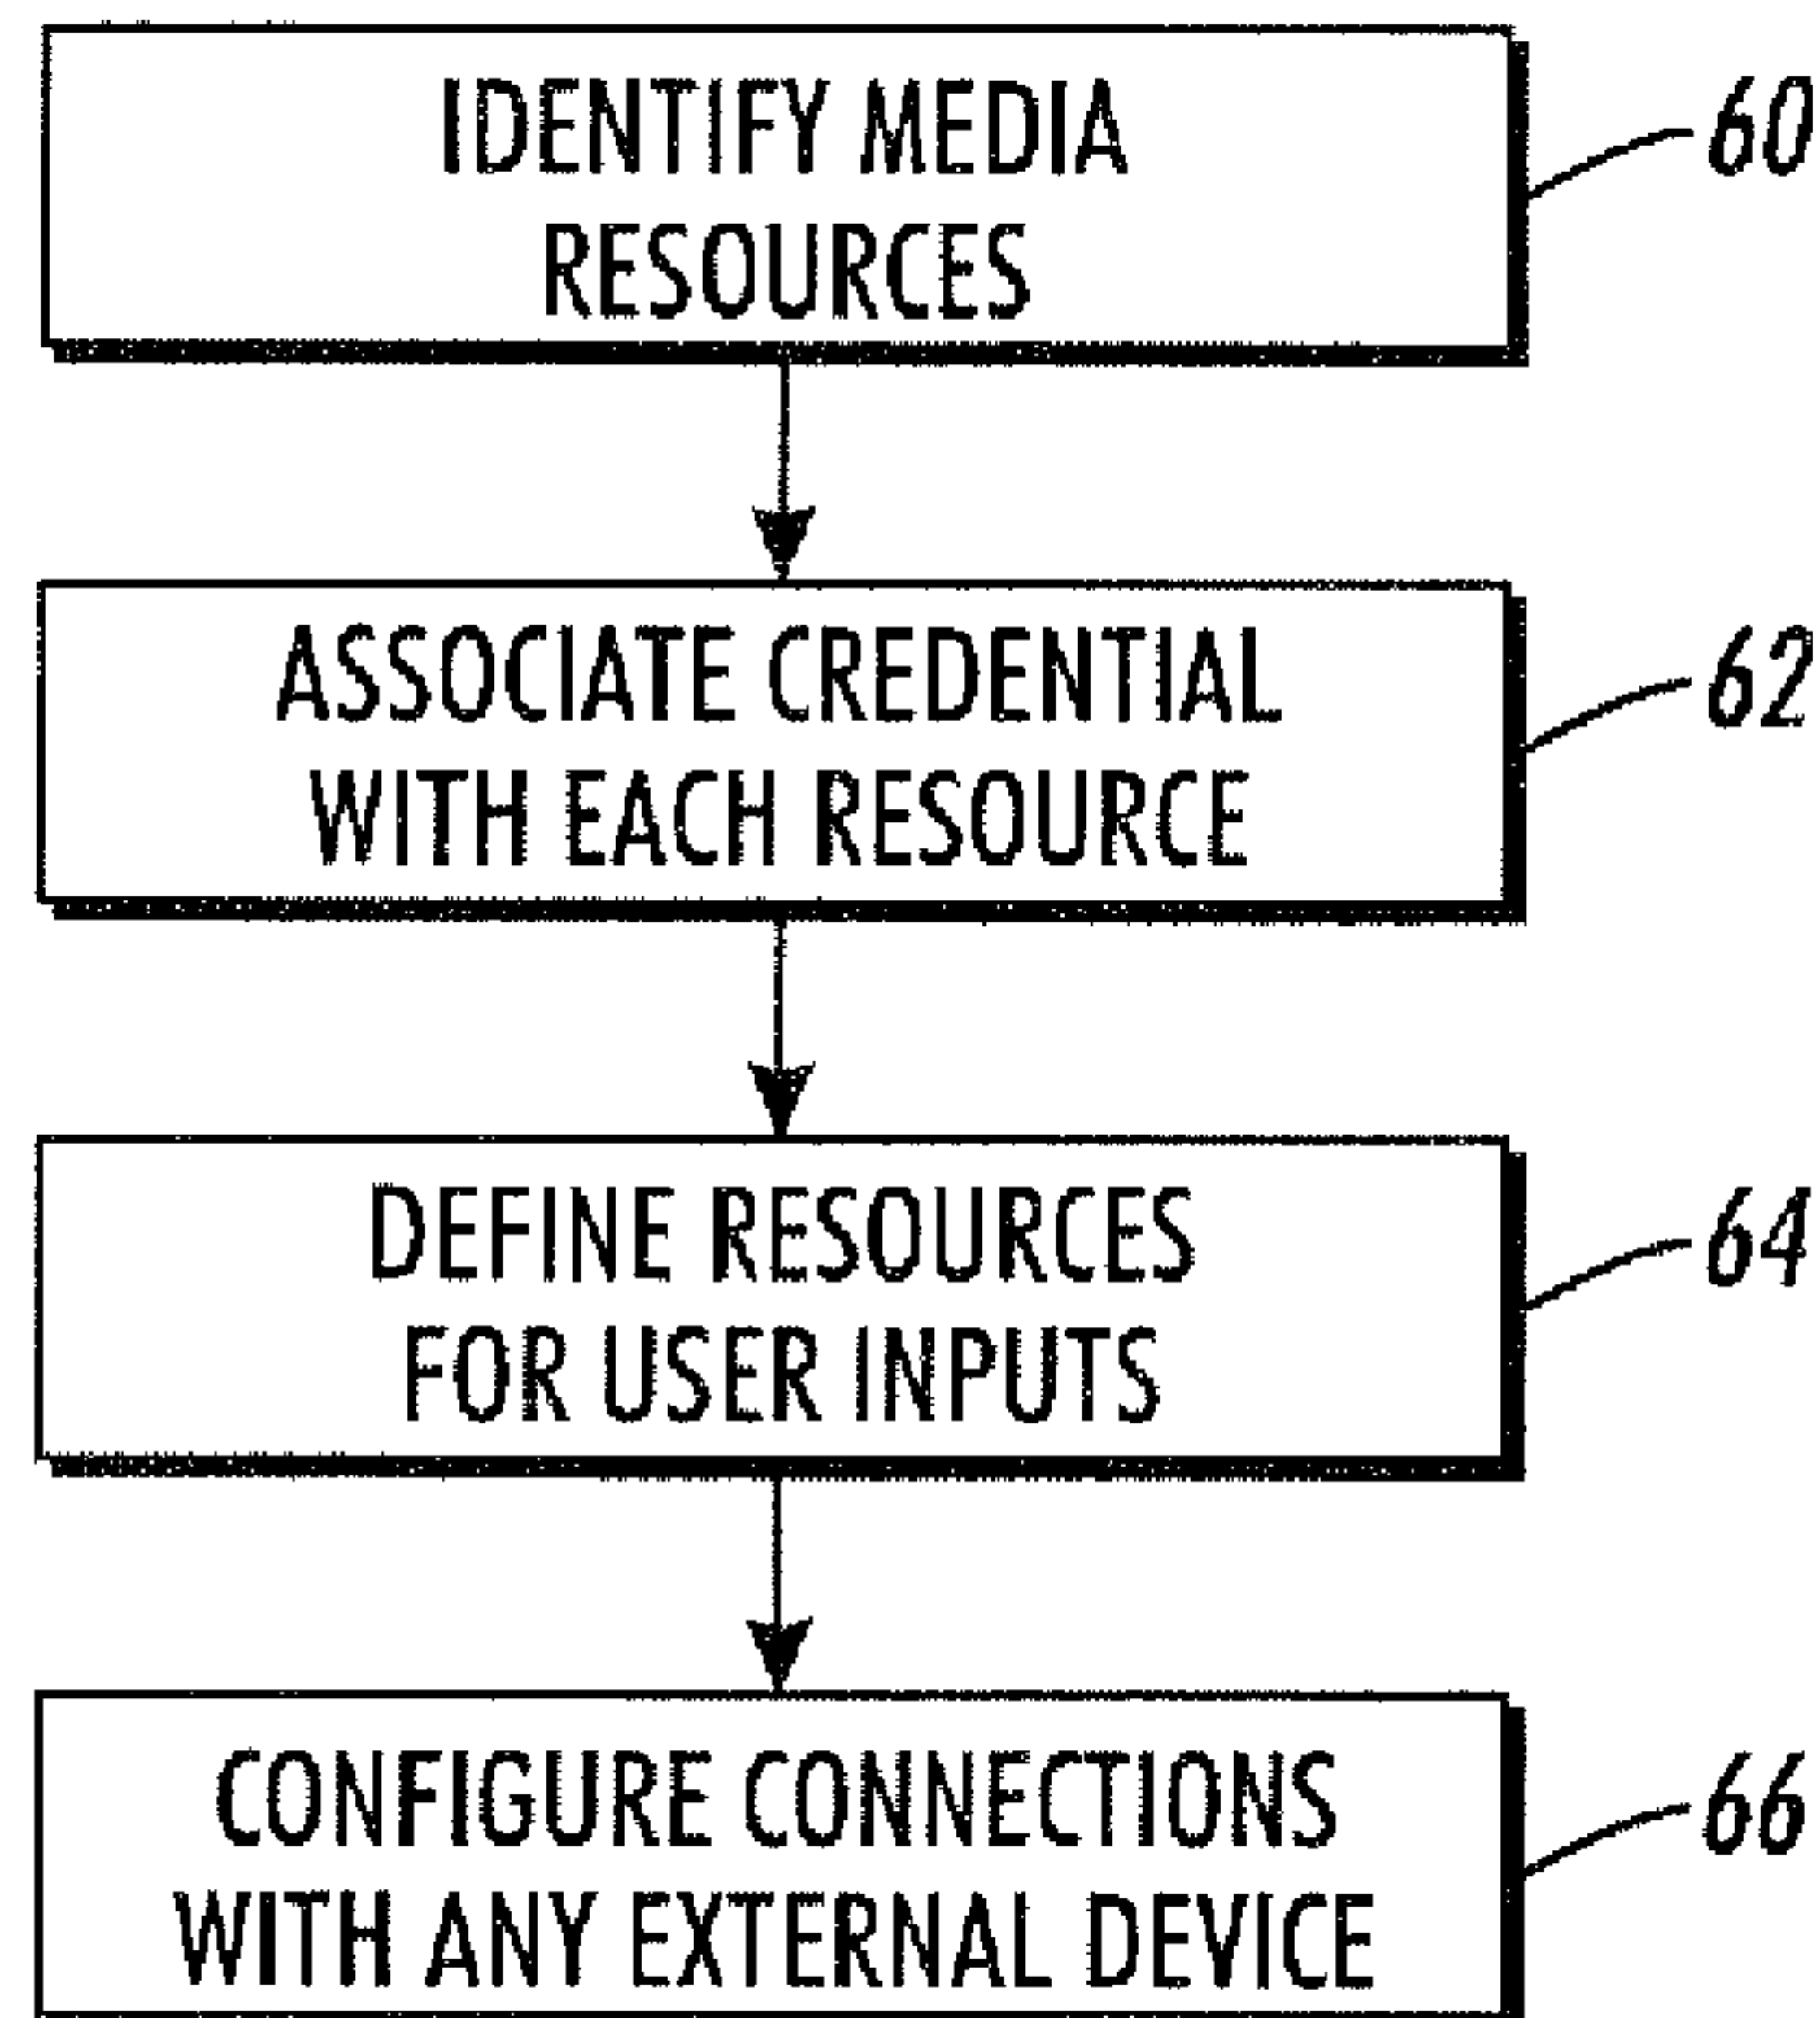 IDENTIFY MEDIA
RESOURCES
60
ASSOCIATE CREDENTIAL
WITH EACH RESOURCE
62
DEFINE RESOURCES
FOR USER INPUTS
64
CONFIGURE CONNECTIONS
WITH ANY EXTERNAL DEVICE
66